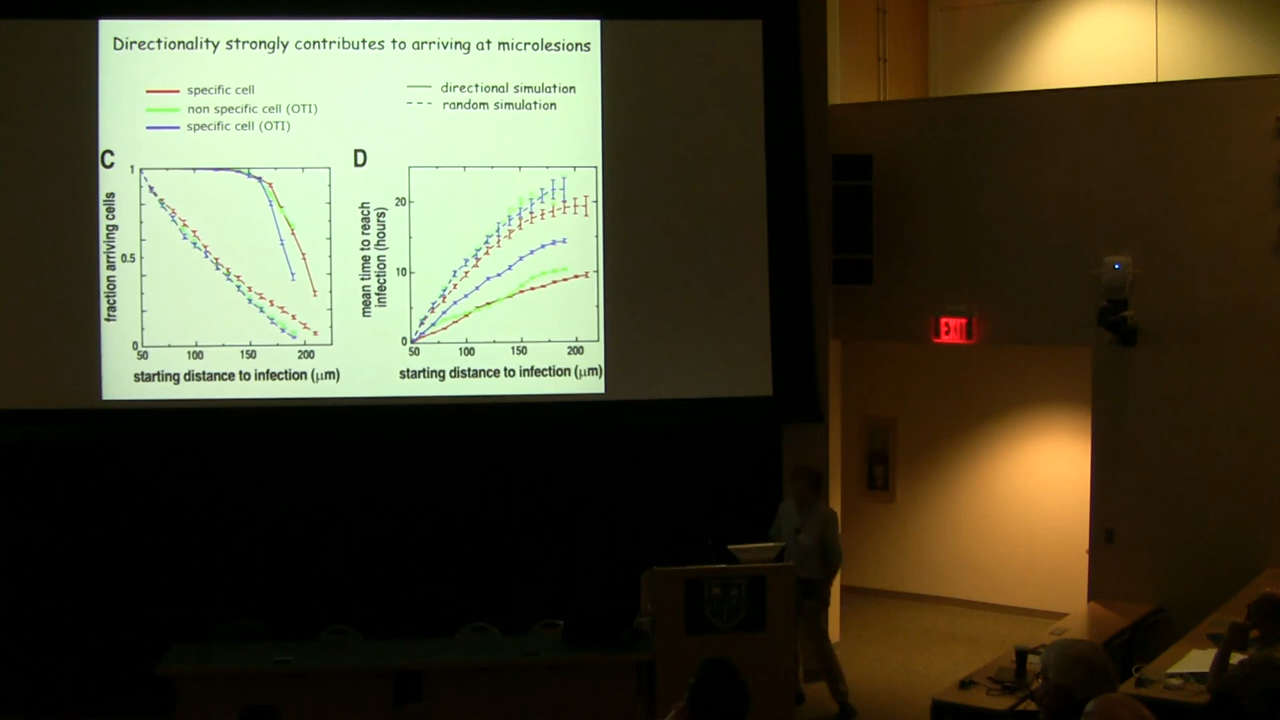 Directionality strongly contributes to arriving at microlesions
specific cell
non specific cell (OTI)
specific cell (OTI)
directional simulation
random simulation
C
fraction arriving cells
1
0.5
0
50 100 150 200
starting distance to infection (μm)
D
mean time to reach
infection (hours)
20
10
0
50 100 150 200
starting distance to infection (μm)
EXIT